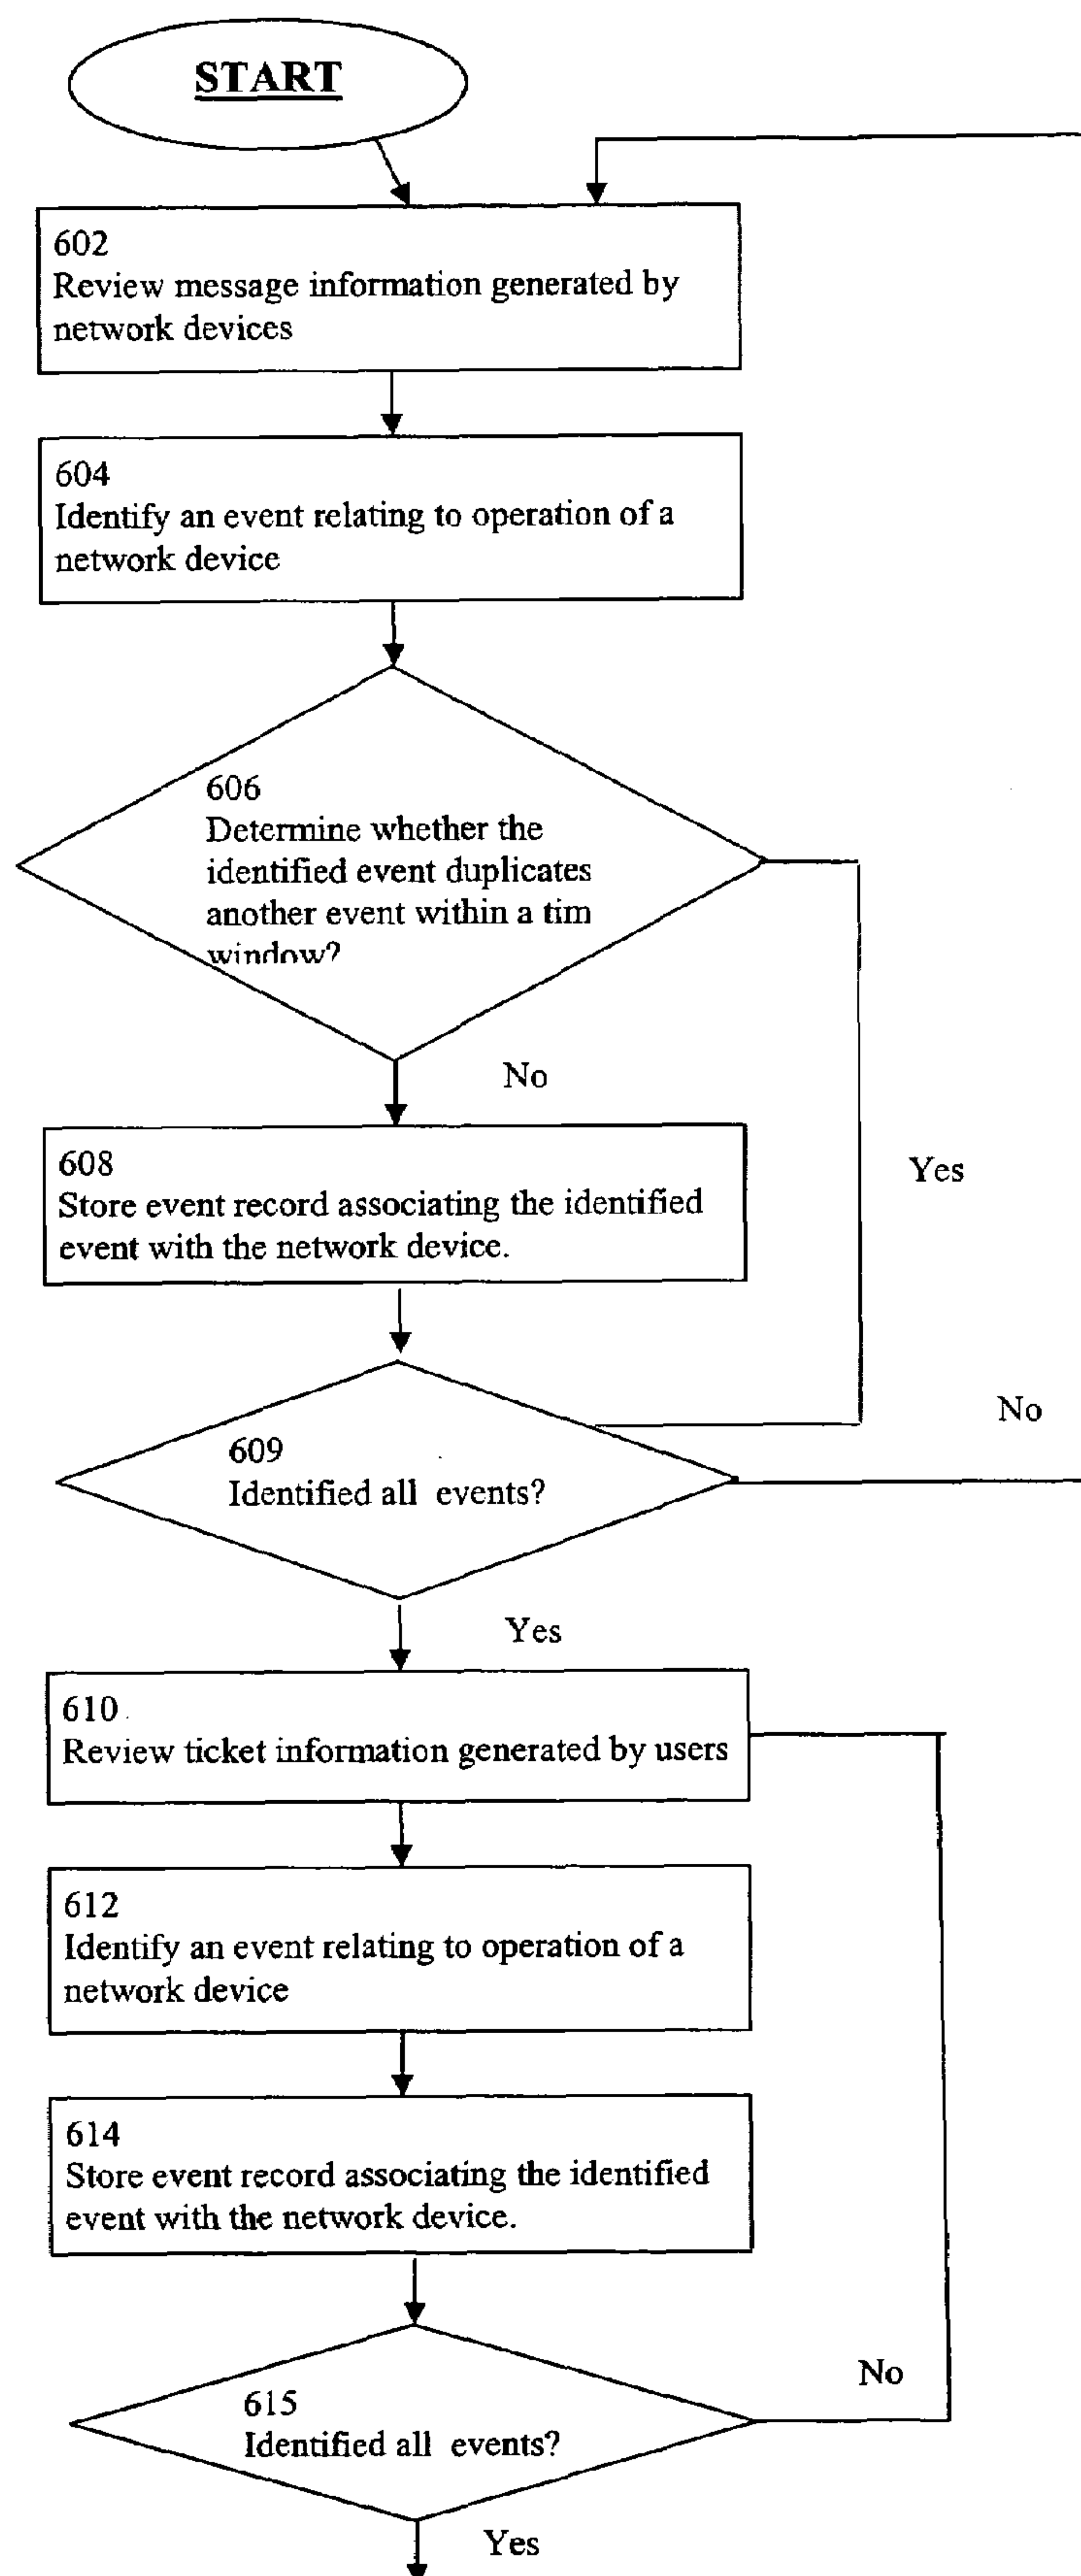 START
602
Review message information generated by
network devices
604
Identify an event relating to operation of a
network device
606
Determine whether the
identified event duplicates
another event within a tim
window?
No
608
Store event record associating the identified
event with the network device.
Yes
609
Identified all events?
No
Yes
610
Review ticket information generated by users
612
Identify an event relating to operation of a
network device
614
Store event record associating the identified
event with the network device.
615
Identified all events?
No
Yes